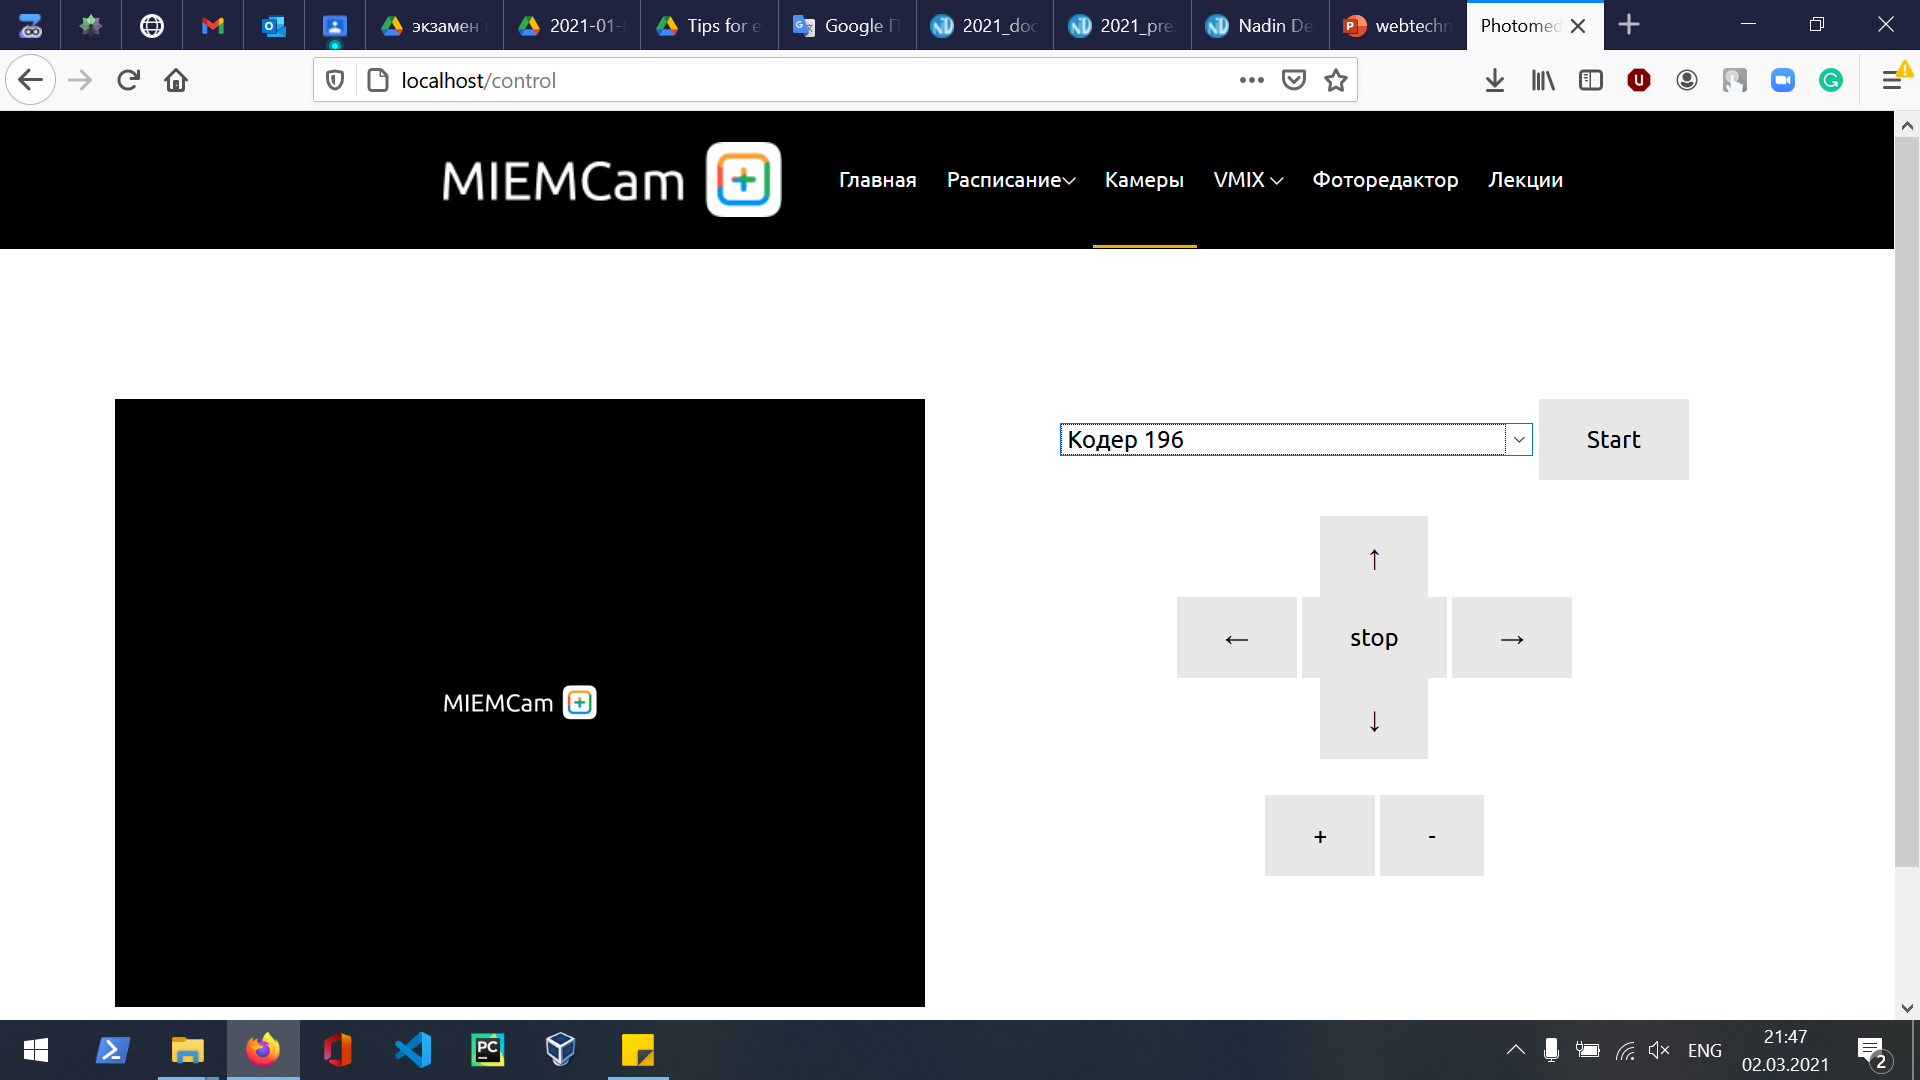 экзамен
2021-01-
Tips for e
Google
2021_doc
2021_pre
Nadin De
webtechn
Photomed
localhost/control
MIEMCam
Главная
Расписание
Камеры
VMIX
Фоторедактор
Лекции
Кодер 196
Start
MIEMCam
↑
← stop →
↓
+ -
PC
ENG
21:47
02.03.2021
2